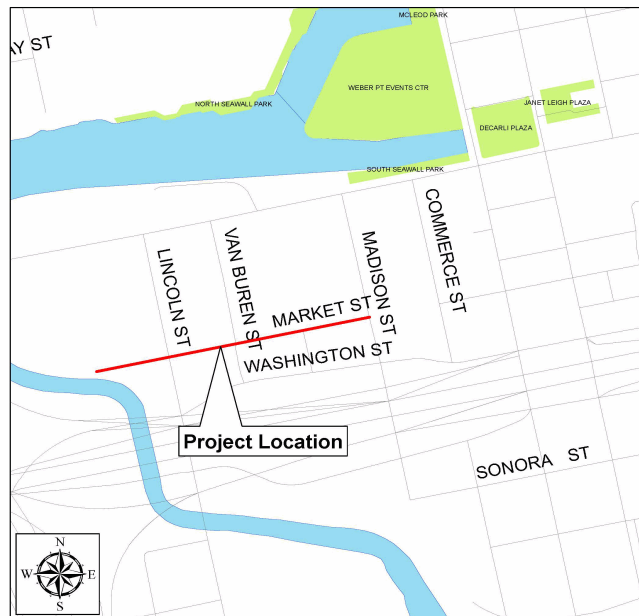 MCLEOD PARK
AY ST
WEBER PT EVENTS CTR
NORTH SEAWALL PARK
JANET LEIGH PLAZA
DECARLI PLAZA
SOUTH SEAWALL PARK
COMMERCE ST
LINCOLN ST
VAN BUREN ST
MADISON ST
MARKET ST
WASHINGTON ST
Project Location
SONORA ST
N
W E
S